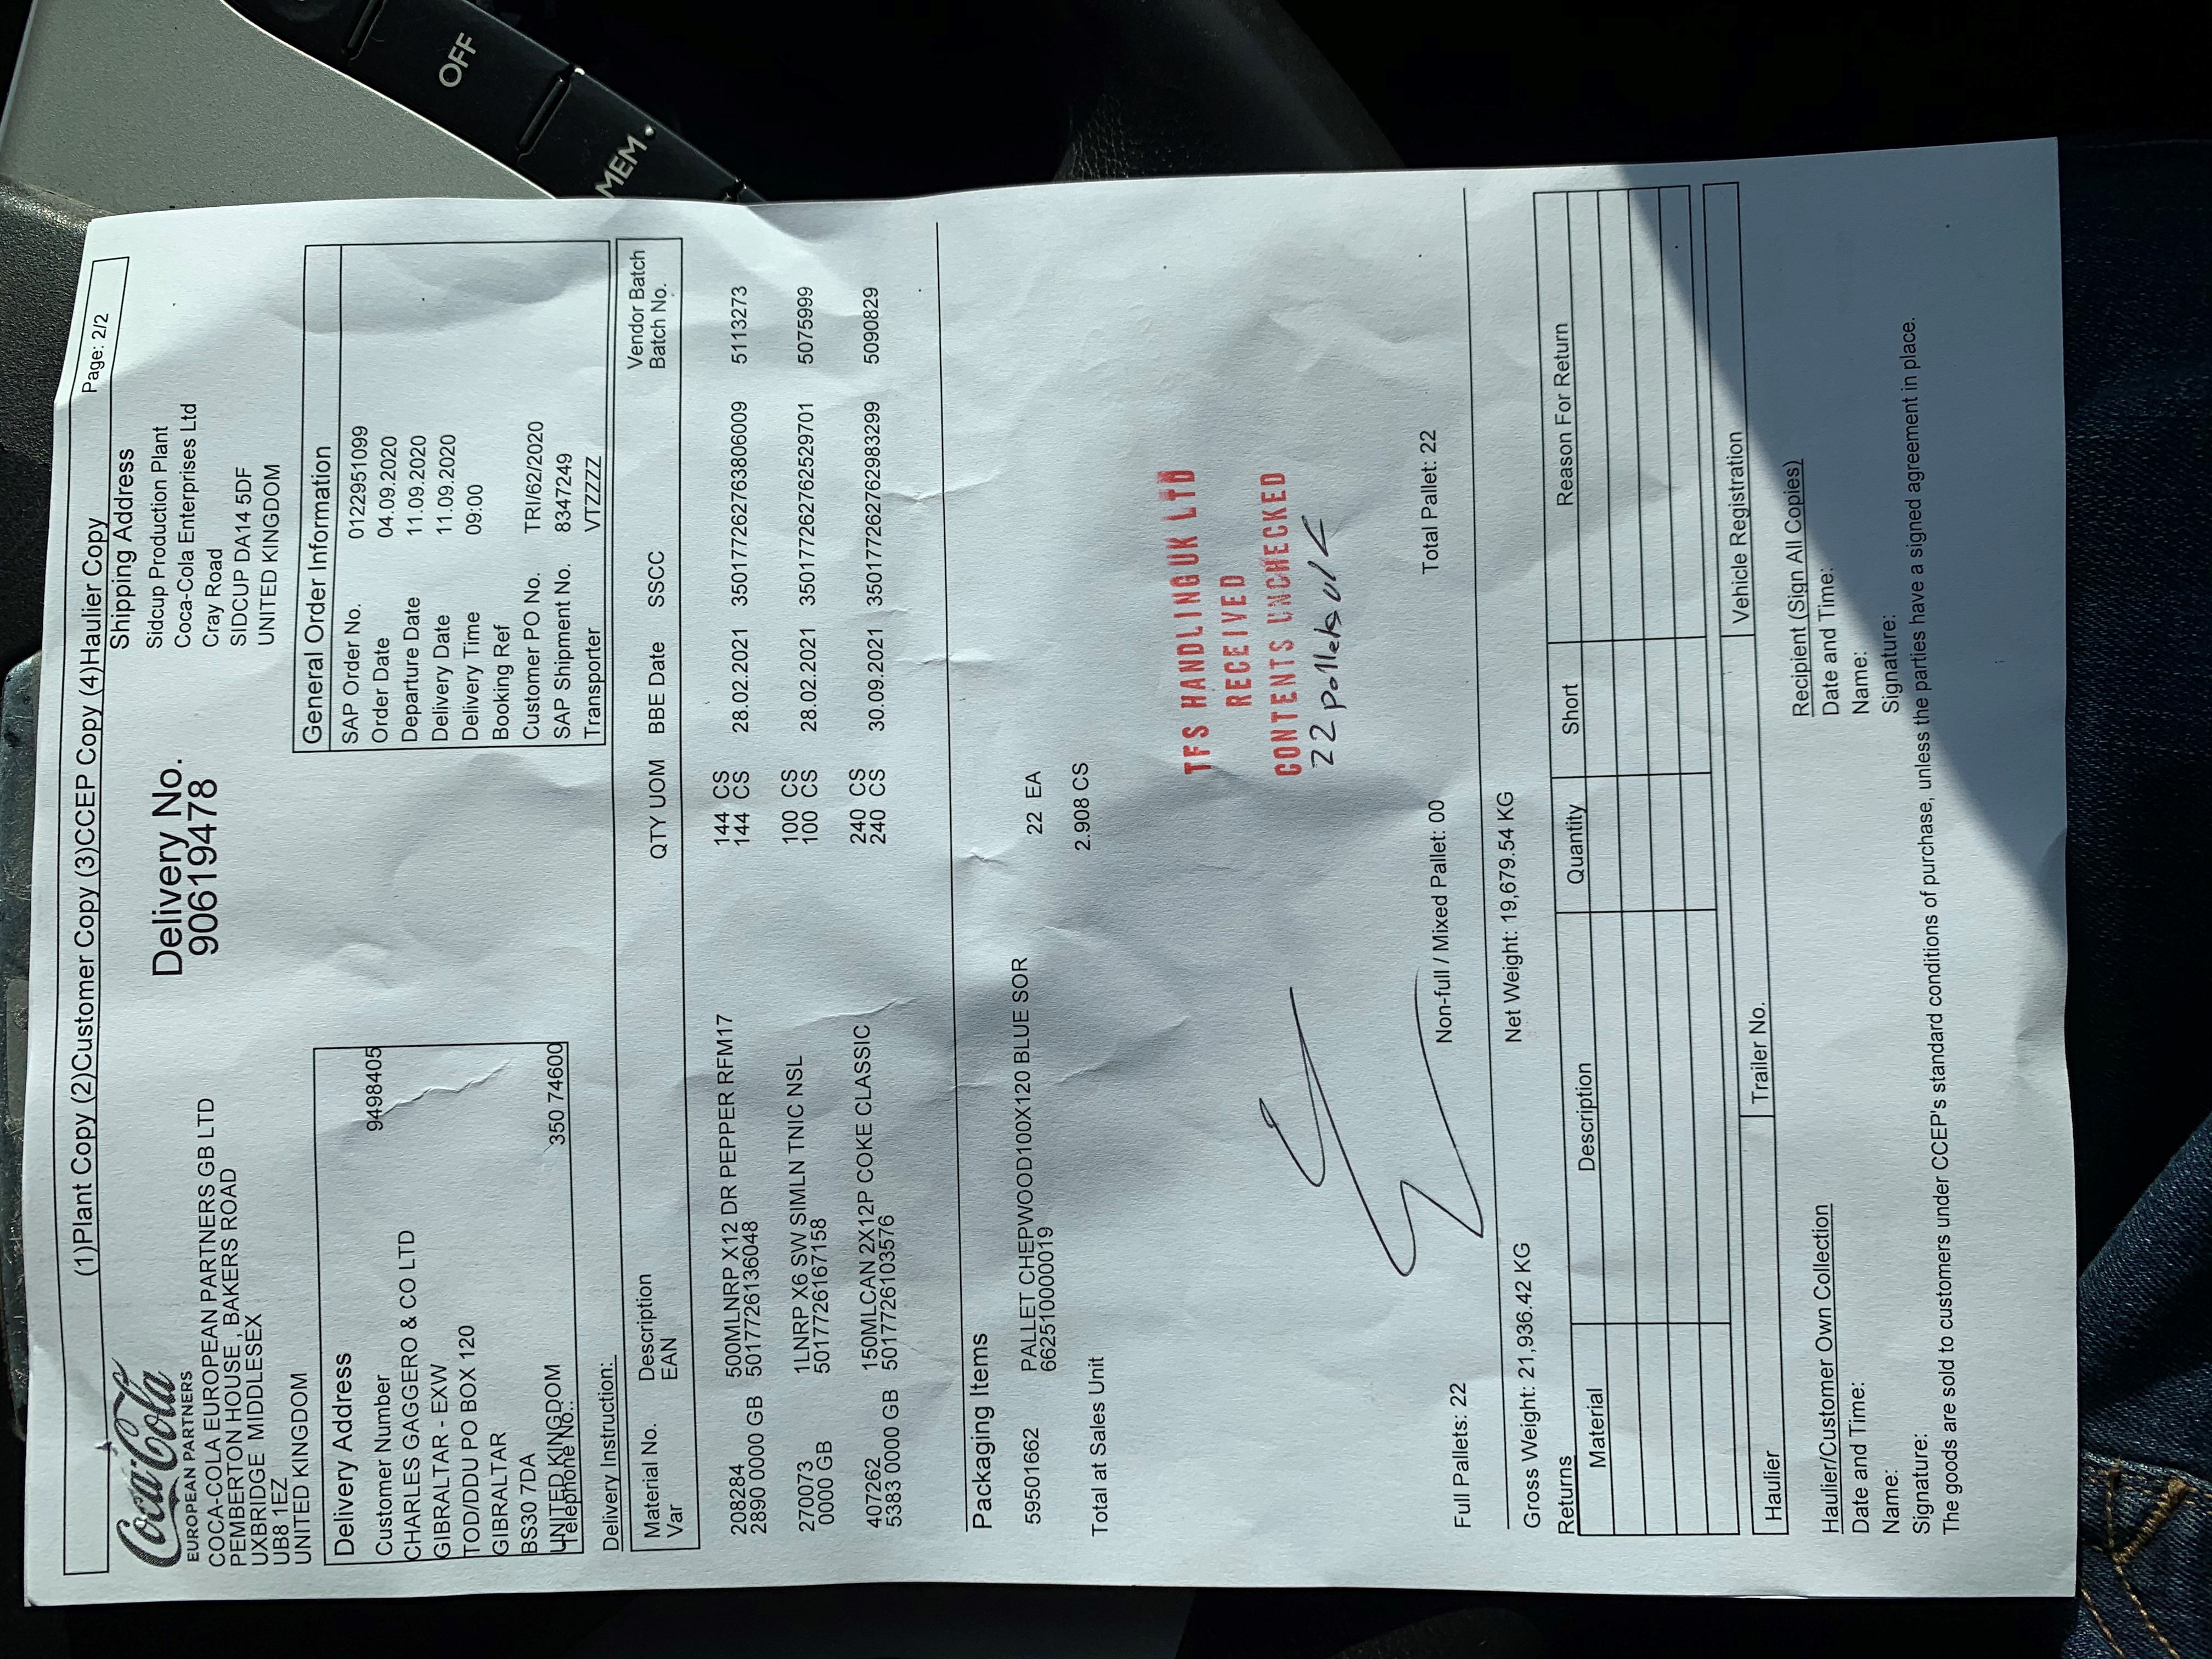 OFF
MEM.
(1)Plant Copy (2)Customer Copy (3)CCEP Copy (4)Haulier Copy Page: 2/2
Coca-Cola
EUROPEAN PARTNERS
COCA-COLA EUROPEAN PARTNERS GB LTD
PEMBERTON HOUSE, BAKERS ROAD
UXBRIDGE MIDDLESEX
UB8 1EZ
UNITED KINGDOM
Delivery No.
90619478
Shipping Address
Sidcup Production Plant
Coca-Cola Enterprises Ltd
Cray Road
SIDCUP DA14 5DF
UNITED KINGDOM
Delivery Address
Customer Number 9498405
CHARLES GAGGERO & CO LTD
GIBRALTAR - EXW
TOD/DDU PO BOX 120
GIBRALTAR
BS30 7DA
UNITED KINGDOM
Telephone No.: 350 74600
General Order Information
SAP Order No. 0122951099
Order Date 04.09.2020
Departure Date 11.09.2020
Delivery Date 11.09.2020
Delivery Time 09:00
Booking Ref
Customer PO No. TRI/62/2020
SAP Shipment No. 8347249
Transporter VTZZZZ
Delivery Instruction:
Material No. Description QTY UOM BBE Date SSCC Vendor Batch
Var EAN Batch No.
208284 500MLNRP X12 DR PEPPER RFM17 144 CS
2890 0000 GB 5017726136048 144 CS 28.02.2021 350177262763806009 5113273
270073 1LNRP X6 SW SIMLN TNIC NSL 100 CS
0000 GB 5017726167158 100 CS 28.02.2021 350177262762529701 5075999
407262 150MLCAN 2X12P COKE CLASSIC 240 CS
5383 0000 GB 5017726103576 240 CS 30.09.2021 350177262762983299 5090829
Packaging Items
59501662 PALLET CHEPWOOD100X120 BLUE SOR 22 EA
6625100000019
Total at Sales Unit 2.908 CS
TFS HANDLING UK LTD
RECEIVED
CONTENTS UNCHECKED
22 pallets
Full Pallets: 22 Non-full / Mixed Pallet: 00 Total Pallet: 22
Gross Weight: 21,936.42 KG Net Weight: 19,679.54 KG
Returns
Material Description Quantity Short Reason For Return
Haulier Trailer No. Vehicle Registration
Haulier/Customer Own Collection
Date and Time:
Name:
Signature:
Recipient (Sign All Copies)
Date and Time:
Name:
Signature:
The goods are sold to customers under CCEP's standard conditions of purchase, unless the parties have a signed agreement in place.